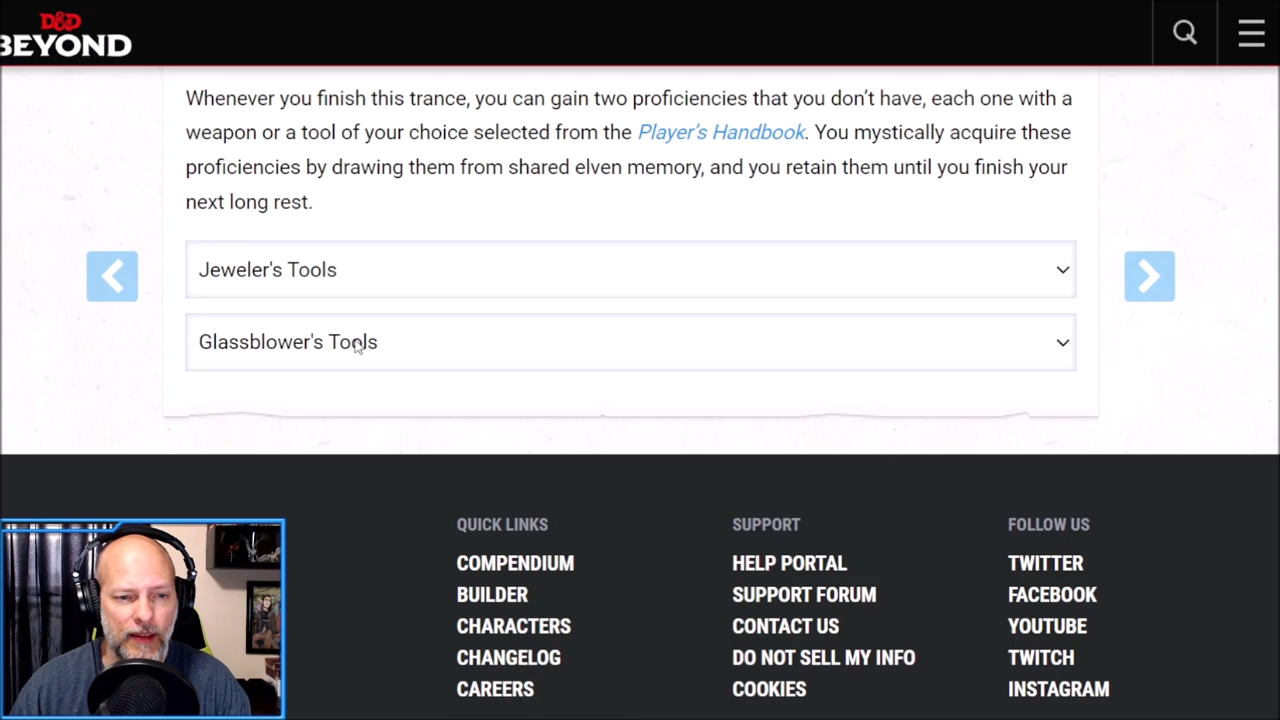 D&D
BEYOND
Whenever you finish this trance, you can gain two proficiencies that you don't have, each one with a
weapon or a tool of your choice selected from the Player's Handbook. You mystically acquire these
proficiencies by drawing them from shared elven memory, and you retain them until you finish your
next long rest.
Jeweler's Tools
Glassblower's Tools
QUICK LINKS
COMPENDIUM
BUILDER
CHARACTERS
CHANGELOG
CAREERS
SUPPORT
HELP PORTAL
SUPPORT FORUM
CONTACT US
DO NOT SELL MY INFO
COOKIES
FOLLOW US
TWITTER
FACEBOOK
YOUTUBE
TWITCH
INSTAGRAM